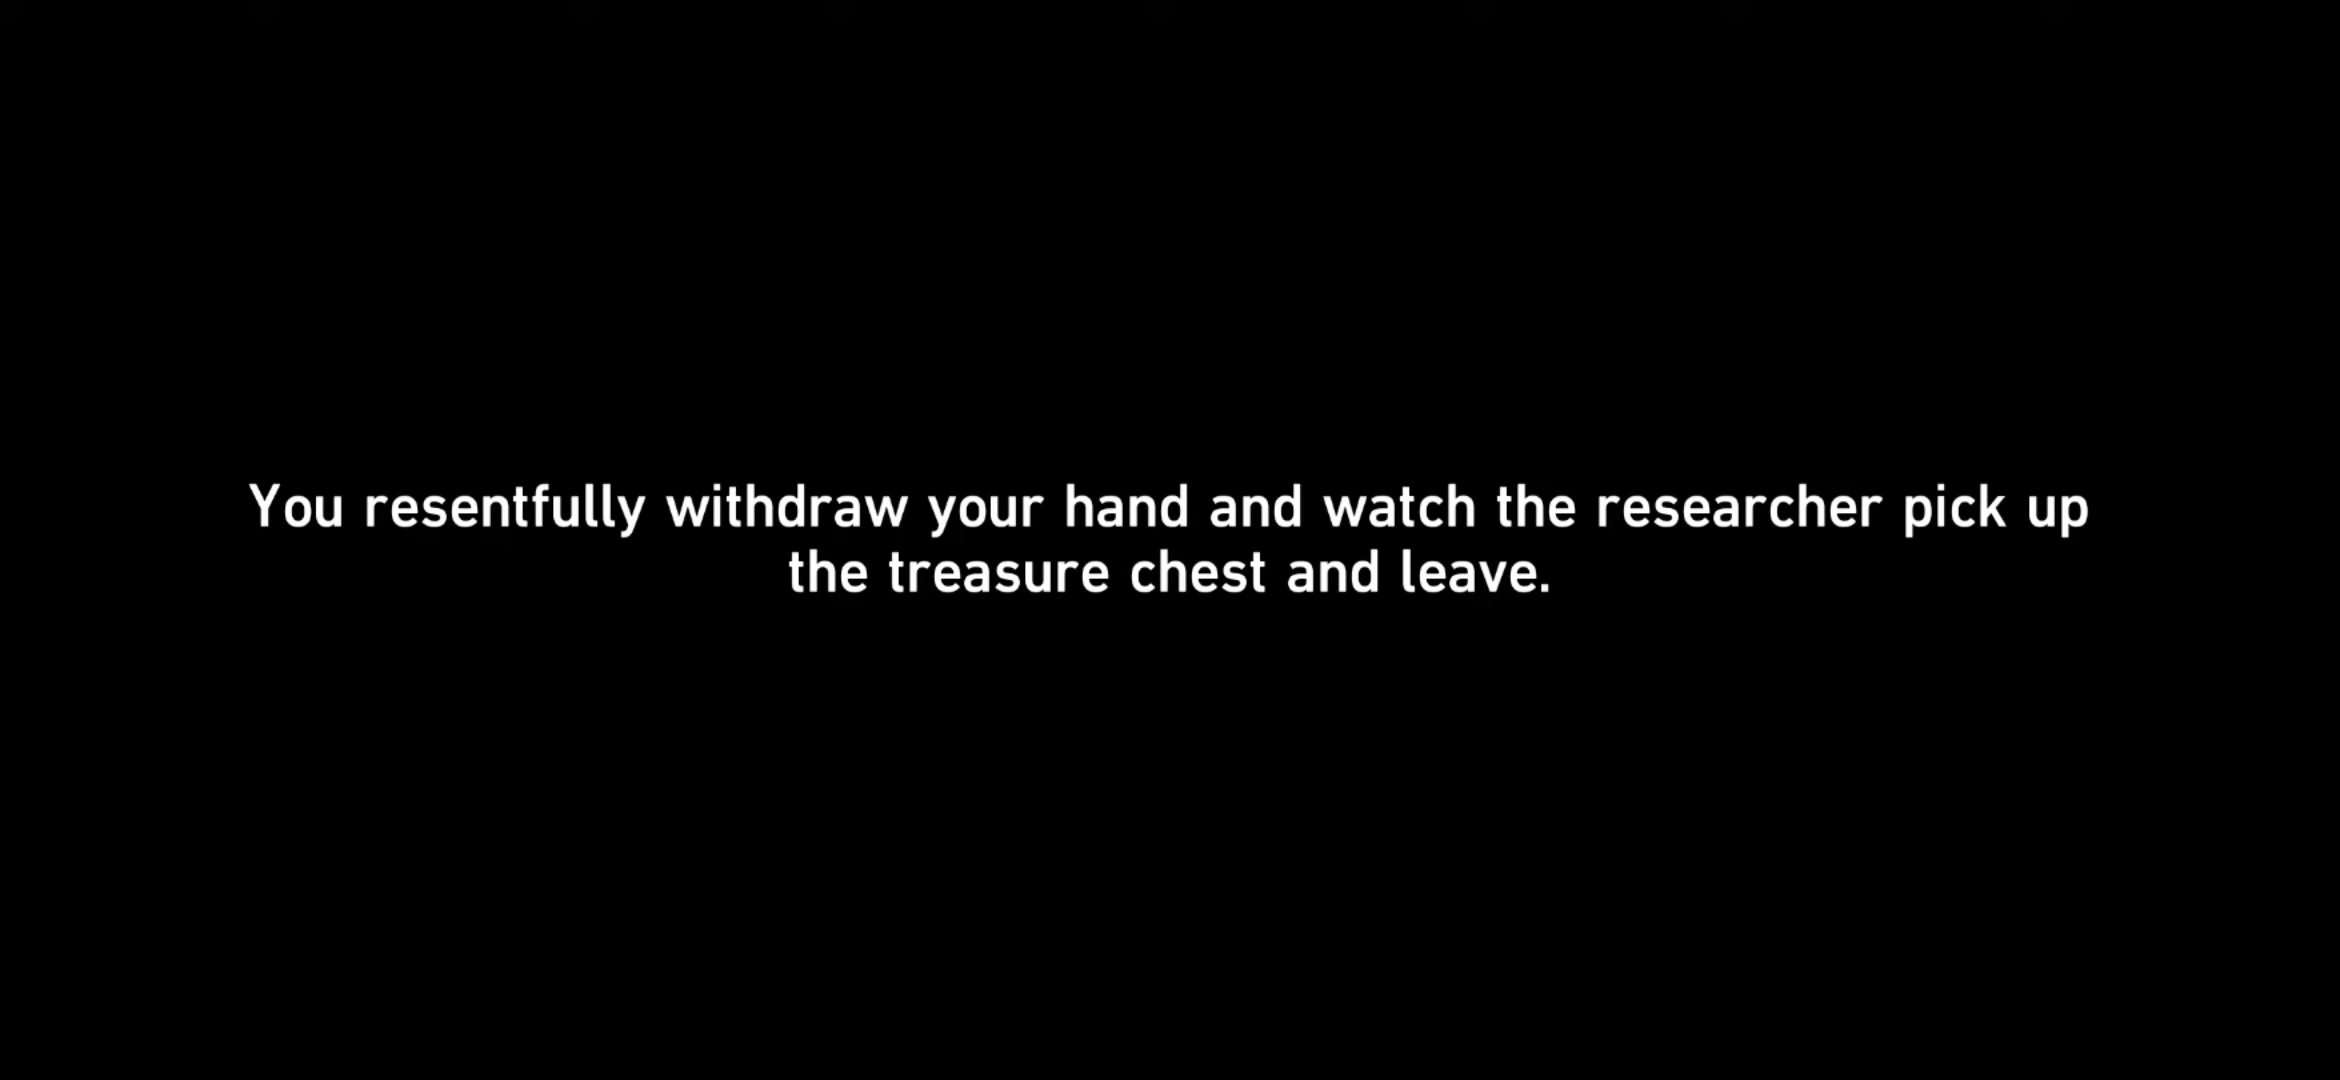 You resentfully withdraw your hand and watch the researcher pick up
the treasure chest and leave.